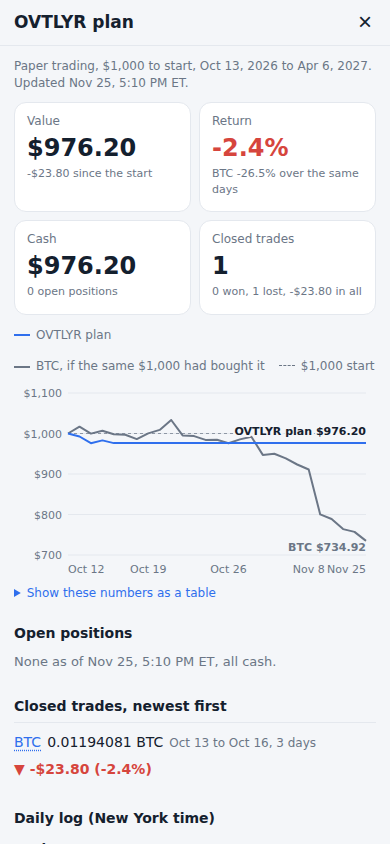 OVTLYR plan
✕
Paper trading, $1,000 to start, Oct 13, 2026 to Apr 6, 2027.
Updated Nov 25, 5:10 PM ET.
Value
$976.20
-$23.80 since the start
Return
-2.4%
BTC -26.5% over the same
days
Cash
$976.20
0 open positions
Closed trades
1
0 won, 1 lost, -$23.80 in all
OVTLYR plan
BTC, if the same $1,000 had bought it
$1,000 start
$1,100
$1,000
$900
$800
$700
OVTLYR plan $976.20
BTC $734.92
Oct 12
Oct 19
Oct 26
Nov 8
Nov 25
▶ Show these numbers as a table
Open positions
None as of Nov 25, 5:10 PM ET, all cash.
Closed trades, newest first
BTC 0.01194081 BTC Oct 13 to Oct 16, 3 days
▼ -$23.80 (-2.4%)
Daily log (New York time)